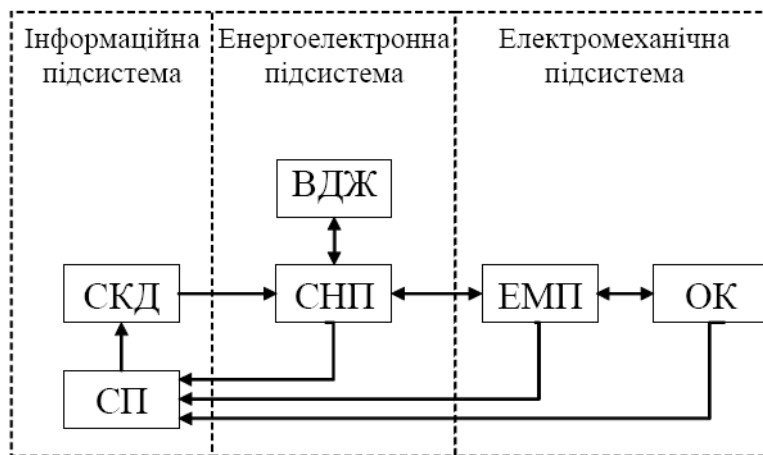 Інформаційна
підсистема
Енергоелектронна
підсистема
Електромеханічна
підсистема
ВДЖ
СКД
СНП
ЕМП
ОК
СП